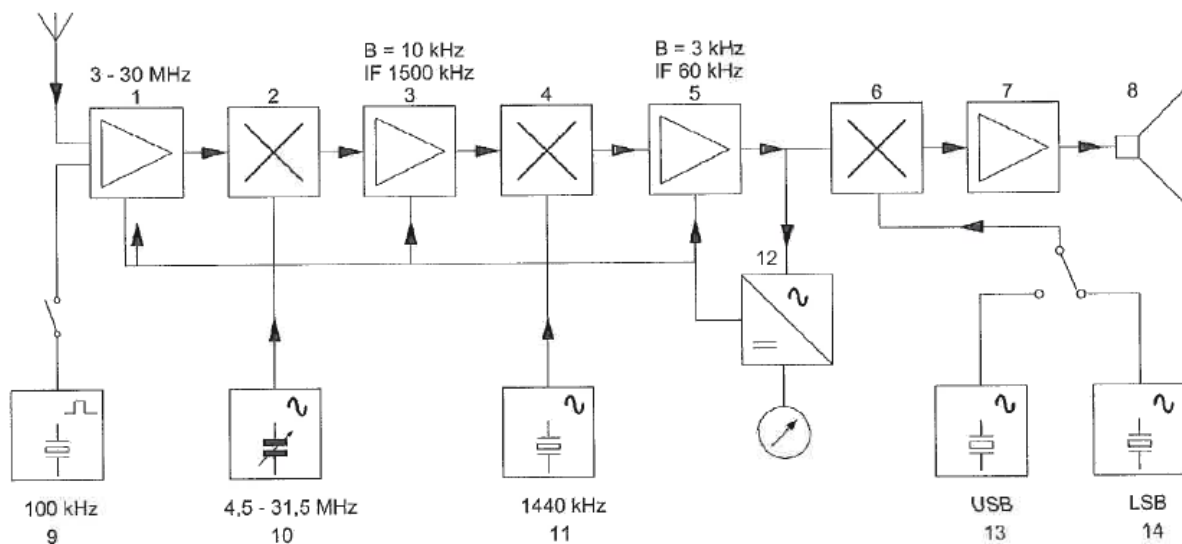 3 - 30 MHz
1
2
B = 10 kHz
IF 1500 kHz
3
4
B = 3 kHz
IF 60 kHz
5
6
7
8
12
100 kHz
9
4,5 - 31,5 MHz
10
1440 kHz
11
USB
13
LSB
14